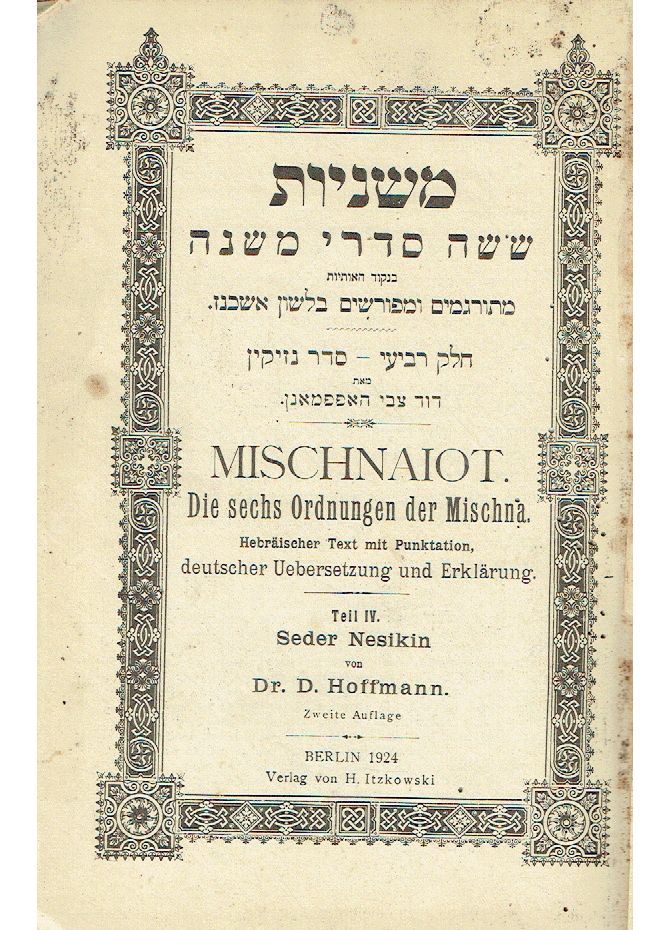 משניות
ששה סדרי משנה
בנקוד האותיות
מתורגמים ומפורשים בלשון אשכנז.
חלק רביעי – סדר נזיקין
מאת
דוד צבי האפפמאנן.
MISCHNAIOT.
Die sechs Ordnungen der Mischna.
Hebräischer Text mit Punktation,
deutscher Uebersetzung und Erklärung.
Teil IV.
Seder Nesikin
von
Dr. D. Hoffmann.
Zweite Auflage
BERLIN 1924
Verlag von H. Itzkowski